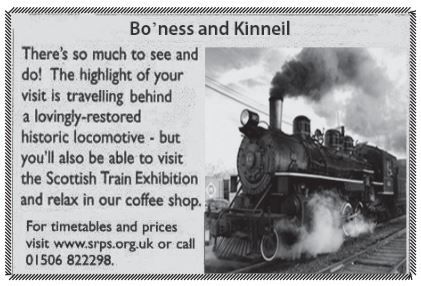 Bo'ness and Kinneil
There's so much to see and
do! The highlight of your
visit is travelling behind
a lovingly-restored
historic locomotive - but
you'll also be able to visit
the Scottish Train Exhibition
and relax in our coffee shop.
For timetables and prices
visit www.srps.org.uk or call
01506 822298.